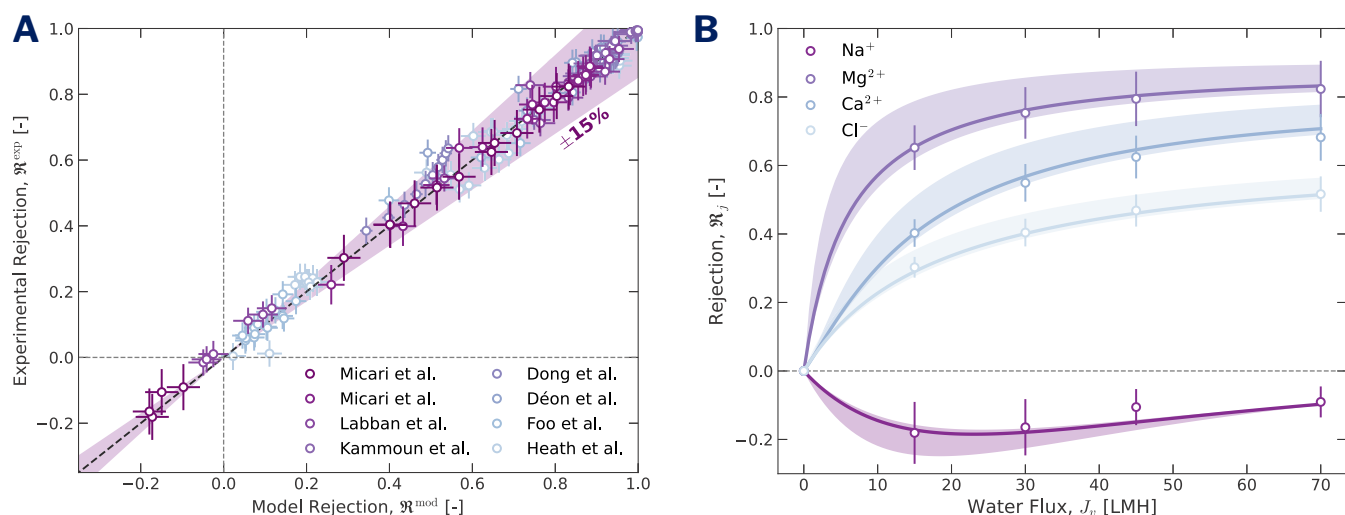 A
Experimental Rejection, ℜ^exp [-]
1.0
0.8
0.6
0.4
0.2
0.0
−0.2
±15%
Micari et al.
Micari et al.
Labban et al.
Kammoun et al.
Dong et al.
Déon et al.
Foo et al.
Heath et al.
−0.2 0.0 0.2 0.4 0.6 0.8 1.0
Model Rejection, ℜ^mod [-]
B
Rejection, ℜ_j [-]
1.0
0.8
0.6
0.4
0.2
0.0
−0.2
Na⁺
Mg²⁺
Ca²⁺
Cl⁻
0 10 20 30 40 50 60 70
Water Flux, J_v [LMH]